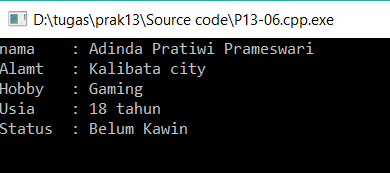 D:\tugas\prak13\Source code\P13-06.cpp.exe
nama    : Adinda Pratiwi Prameswari
Alamt   : Kalibata city
Hobby   : Gaming
Usia    : 18 tahun
Status  : Belum Kawin